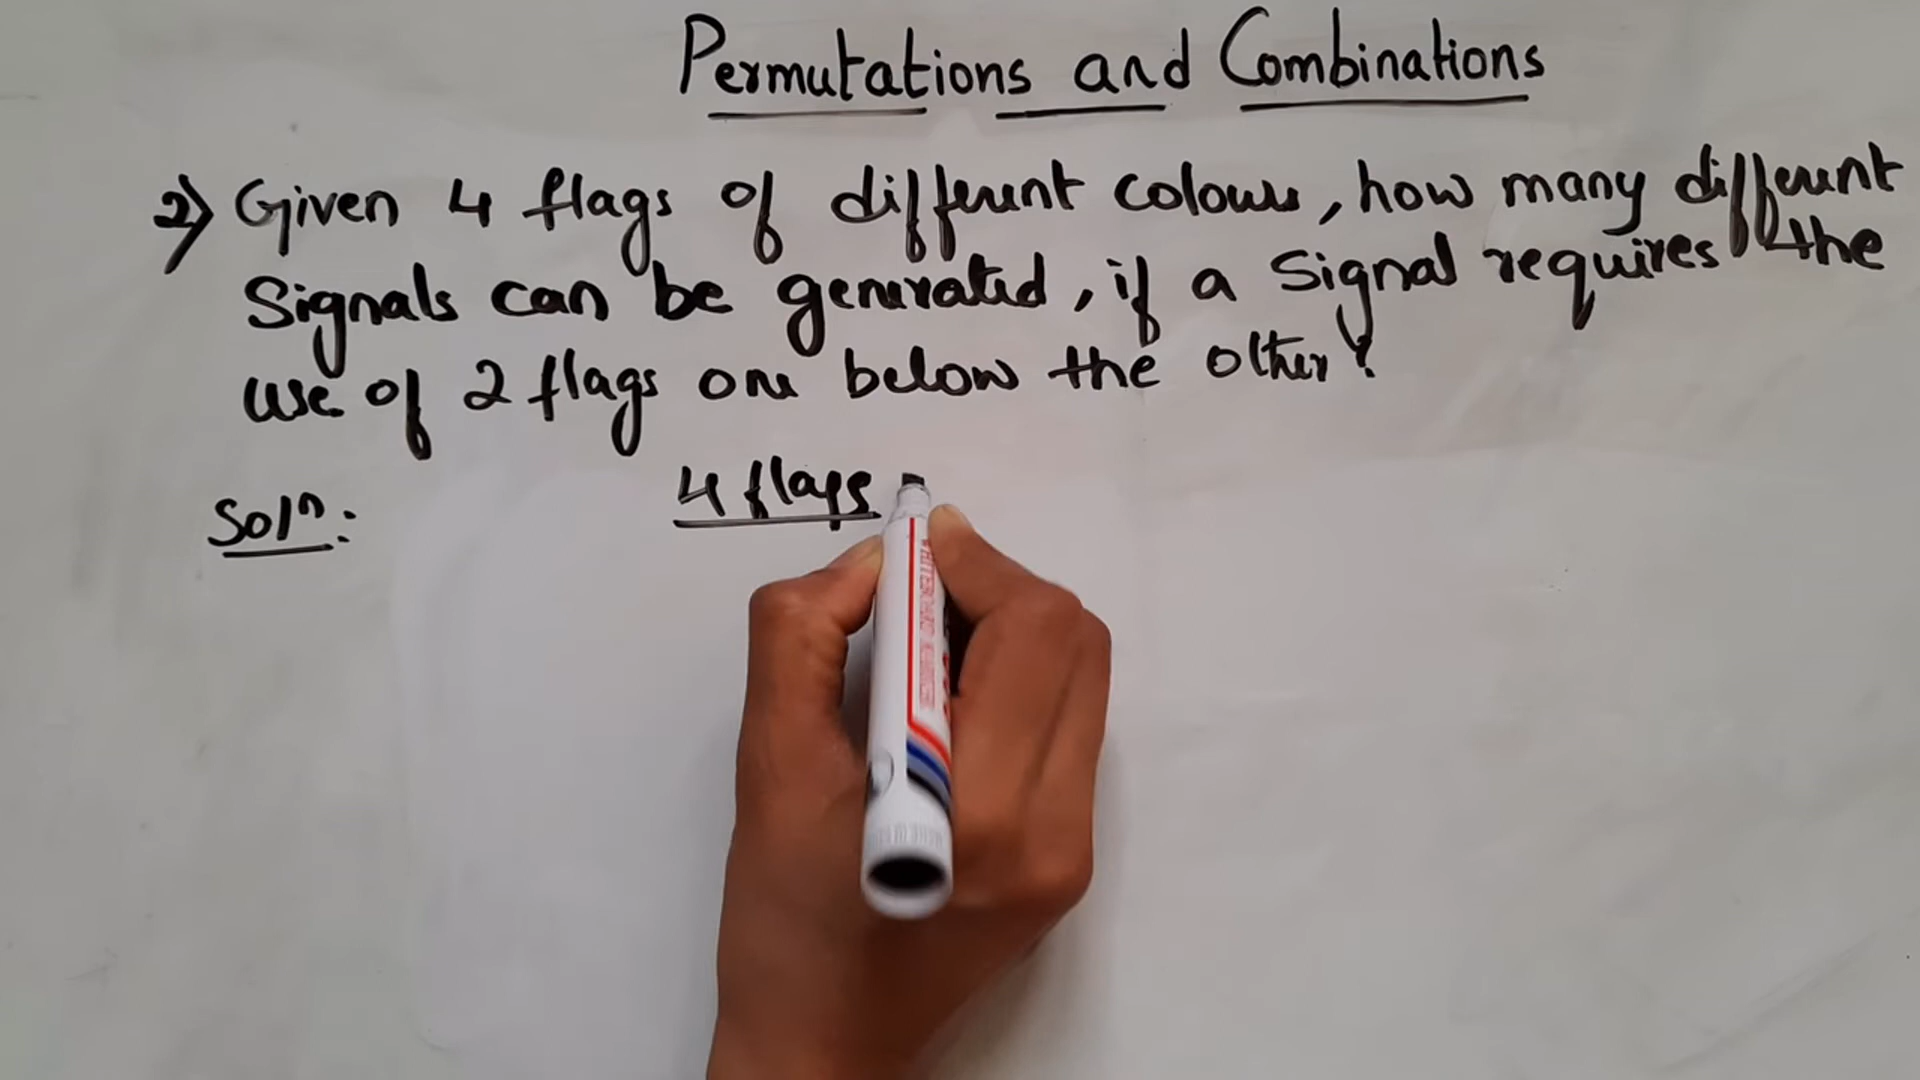 Permutations and Combinations
2) Given 4 flags of different colours, how many different
Signals can be generated, if a Signal requires the
use of 2 flags one below the other?
Solⁿ: 4 flags